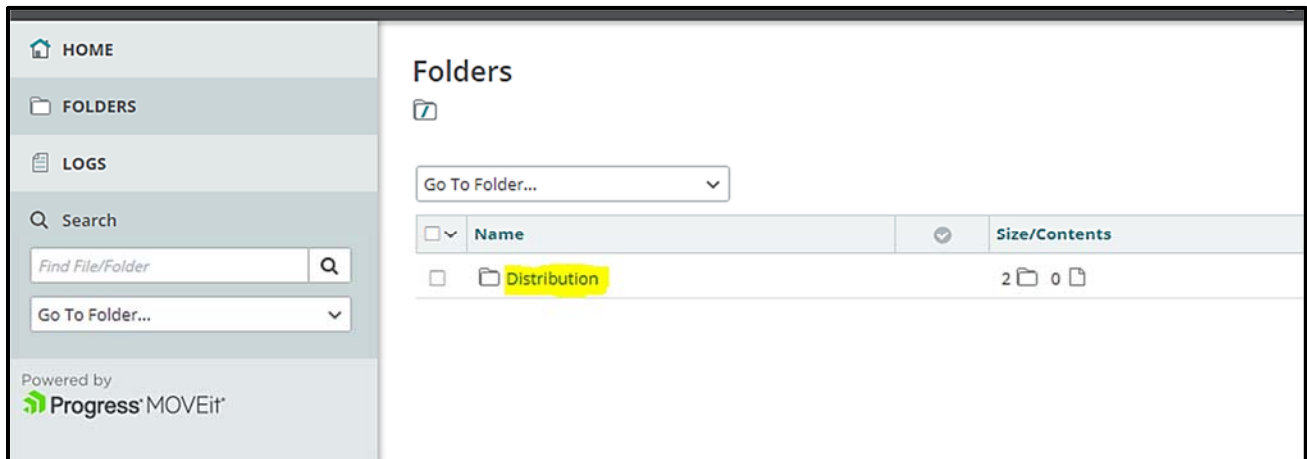 HOME
FOLDERS
LOGS
Search
Find File/Folder
Go To Folder...
Powered by
Progress MOVEit
Folders
Go To Folder...
Name Size/Contents
Distribution 2 0